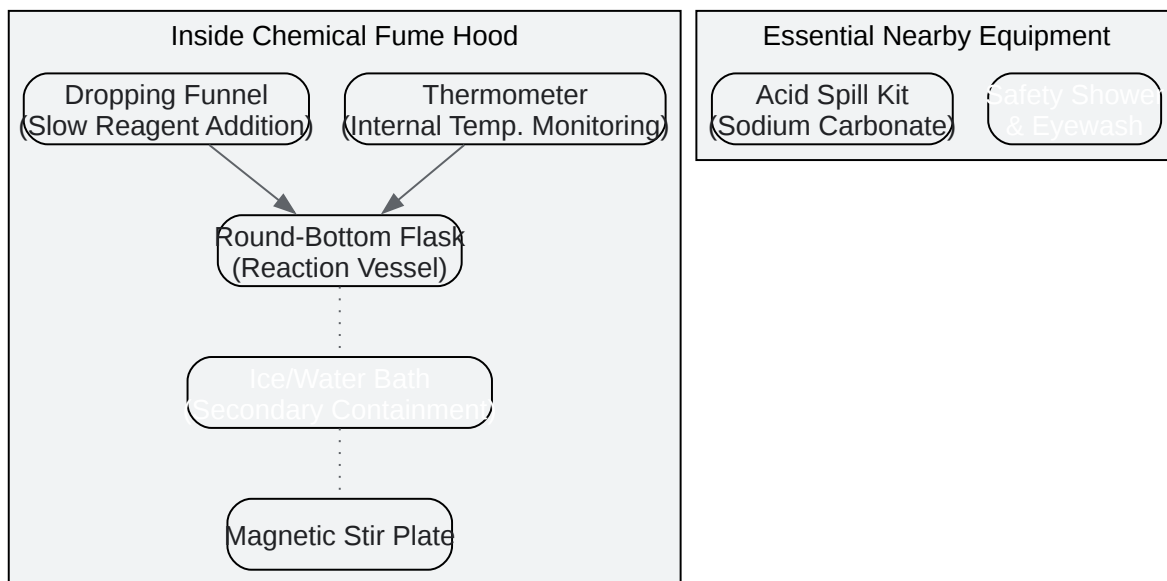 Inside Chemical Fume Hood
Dropping Funnel
(Slow Reagent Addition)
Thermometer
(Internal Temp. Monitoring)
Round-Bottom Flask
(Reaction Vessel)
Ice/Water Bath
(Secondary Containment)
Magnetic Stir Plate
Essential Nearby Equipment
Acid Spill Kit
(Sodium Carbonate)
Safety Shower
& Eyewash